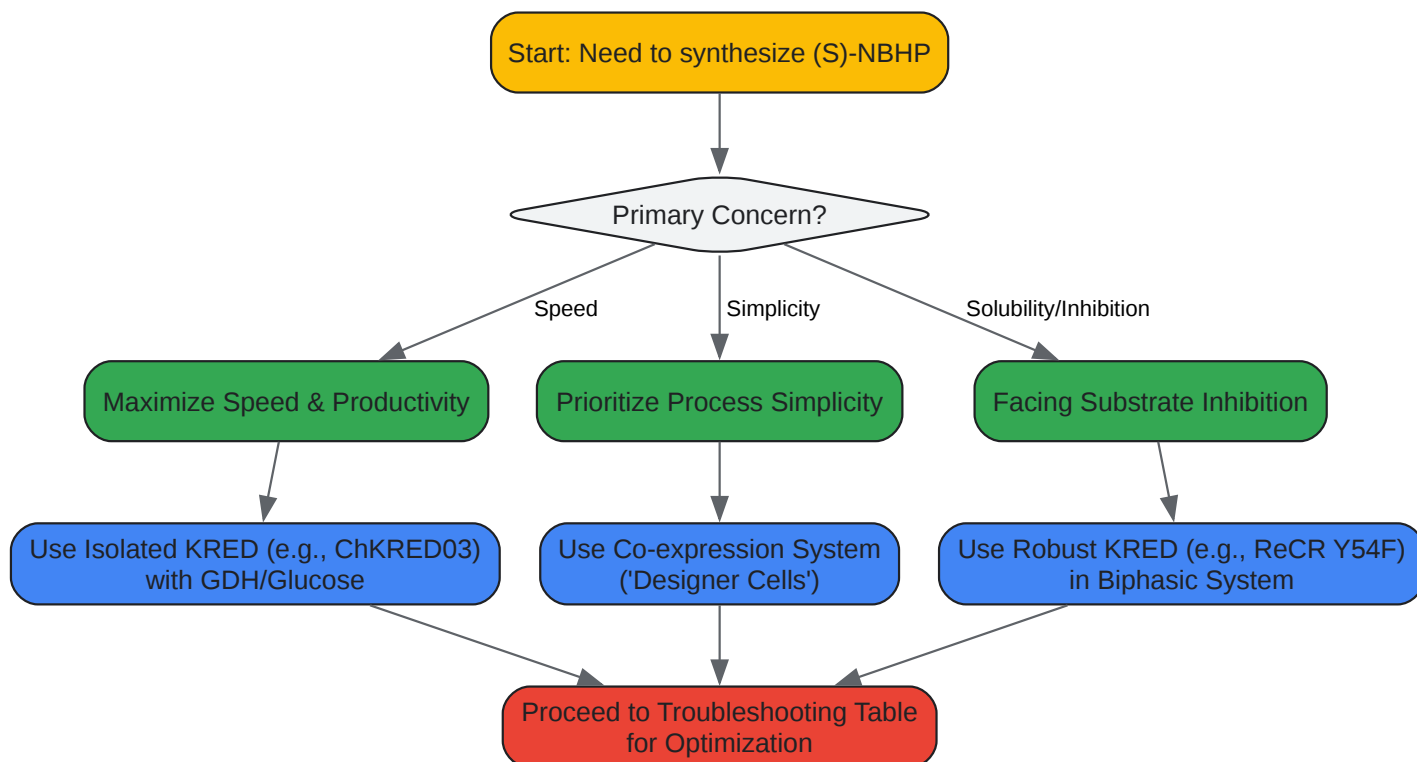 Start: Need to synthesize (S)-NBHP
Primary Concern?
Speed
Simplicity
Solubility/Inhibition
Maximize Speed & Productivity
Prioritize Process Simplicity
Facing Substrate Inhibition
Use Isolated KRED (e.g., ChKRED03)
with GDH/Glucose
Use Co-expression System
('Designer Cells')
Use Robust KRED (e.g., ReCR Y54F)
in Biphasic System
Proceed to Troubleshooting Table
for Optimization